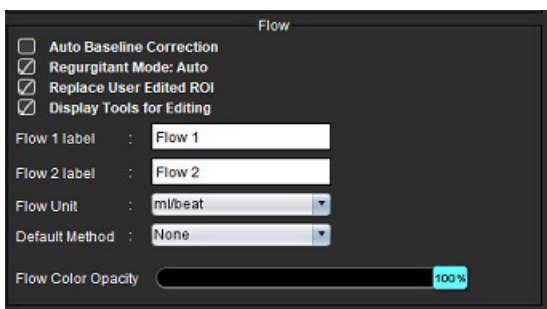 Flow
Auto Baseline Correction
Regurgitant Mode: Auto
Replace User Edited ROI
Display Tools for Editing
Flow 1 label : Flow 1
Flow 2 label : Flow 2
Flow Unit : ml/beat
Default Method : None
Flow Color Opacity 100%